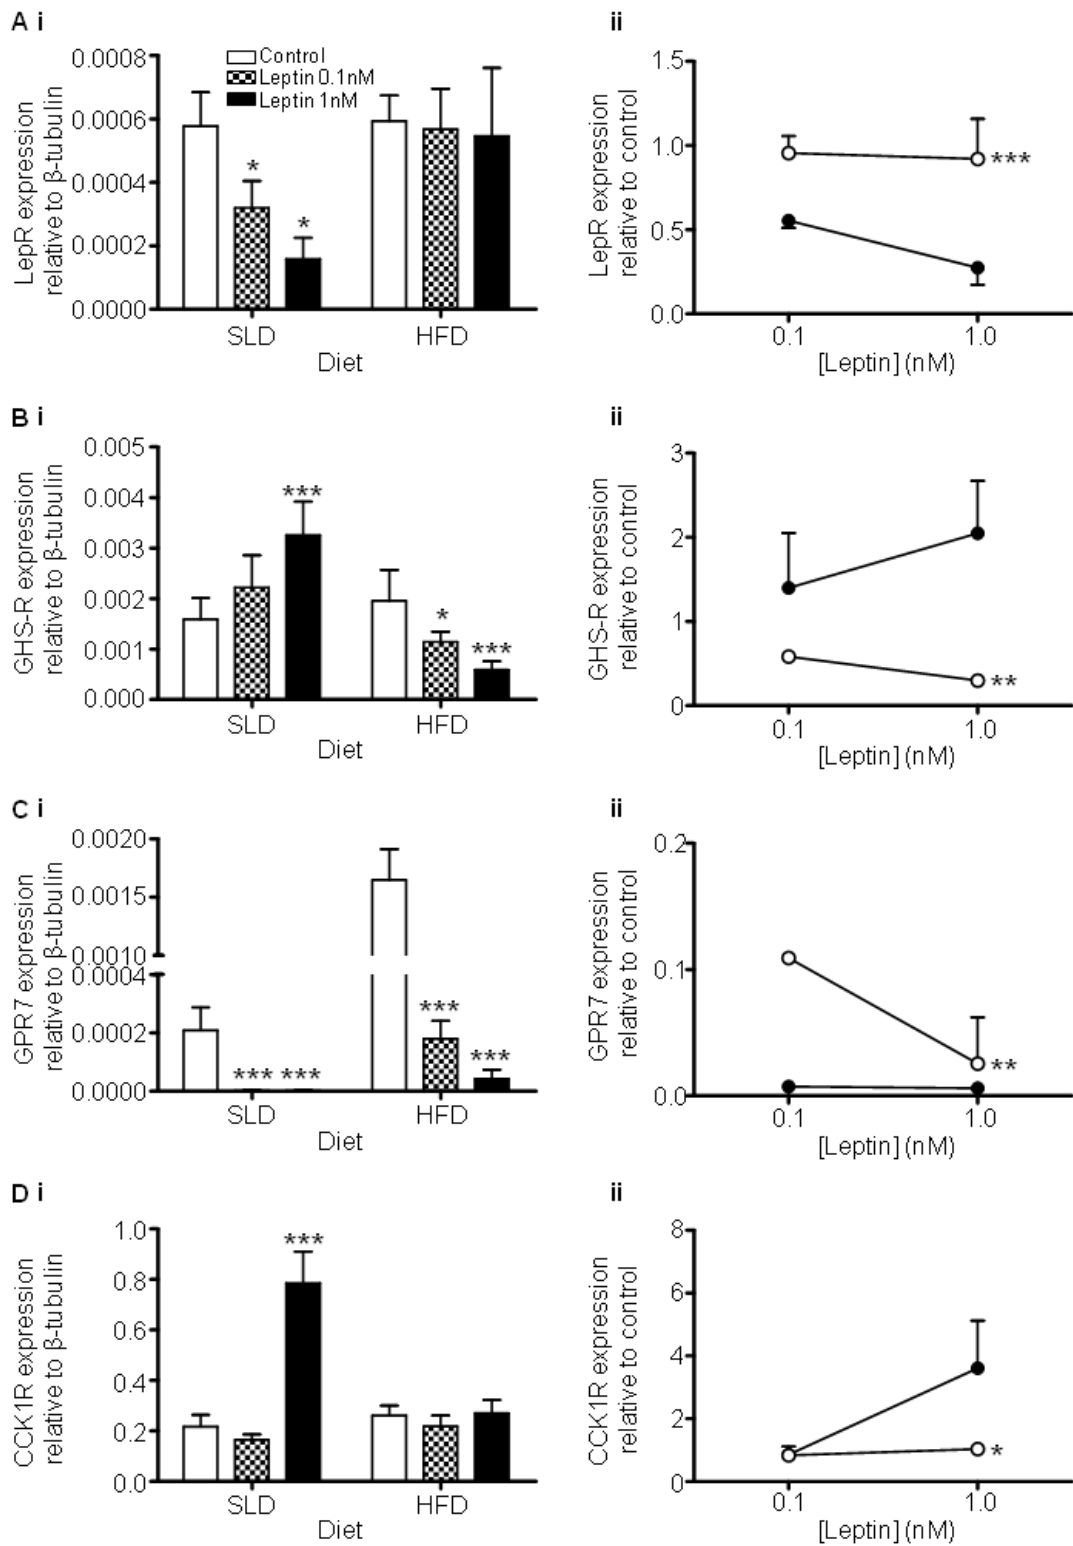 A i
LepR expression
relative to β-tubulin
0.0008
0.0006
0.0004
0.0002
0.0000
Control
Leptin 0.1nM
Leptin 1nM
*
*
SLD
HFD
Diet
ii
LepR expression
relative to control
1.5
1.0
0.5
0.0
***
0.1
1.0
[Leptin] (nM)
B i
GHS-R expression
relative to β-tubulin
0.005
0.004
0.003
0.002
0.001
0.000
***
*
***
SLD
HFD
Diet
ii
GHS-R expression
relative to control
3
2
1
0
**
0.1
1.0
[Leptin] (nM)
C i
GPR7 expression
relative to β-tubulin
0.0020
0.0015
0.0010
0.0004
0.0002
0.0000
*** ***
***
***
SLD
HFD
Diet
ii
GPR7 expression
relative to control
0.2
0.1
0.0
**
0.1
1.0
[Leptin] (nM)
D i
CCK1R expression
relative to β-tubulin
1.0
0.8
0.6
0.4
0.2
0.0
***
SLD
HFD
Diet
ii
CCK1R expression
relative to control
8
6
4
2
0
*
0.1
1.0
[Leptin] (nM)